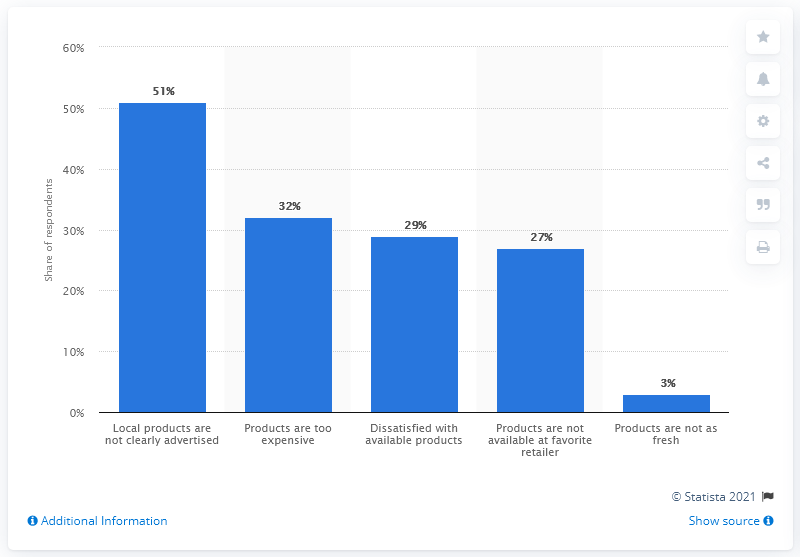 60%
50%
40%
30%
20%
10%
0%
Share of respondents
51%
32%
29%
27%
3%
Local products are
not clearly advertised
Products are too
expensive
Dissatisfied with
available products
Products are not
available at favorite
retailer
Products are not as
fresh
© Statista 2021
Additional Information
Show source